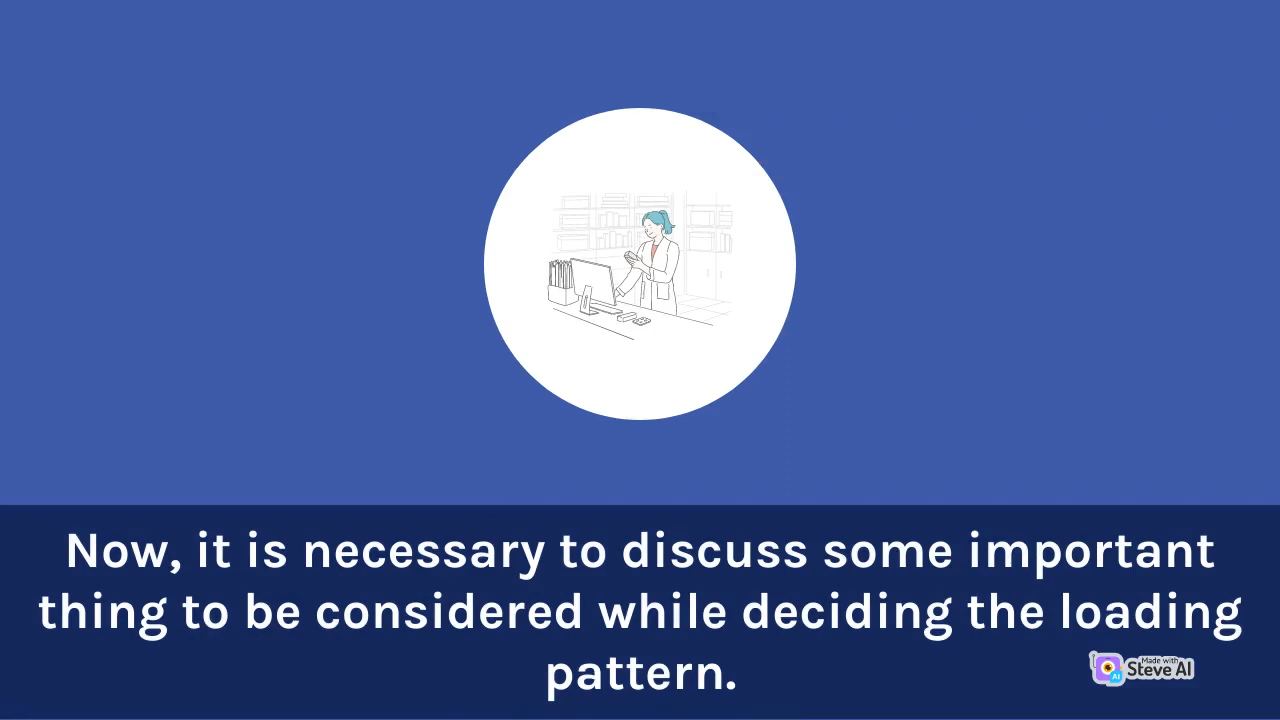 Now, it is necessary to discuss some important
thing to be considered while deciding the loading
pattern.
Made with
Steve AI
AI